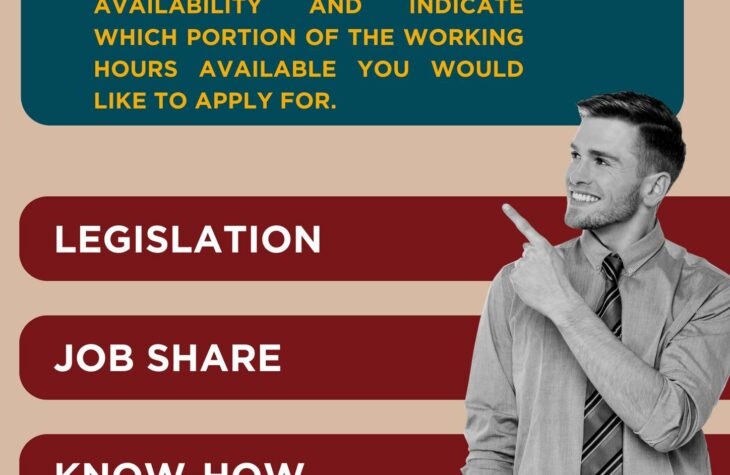 AVAILABILITY AND INDICATE
WHICH PORTION OF THE WORKING
HOURS AVAILABLE YOU WOULD
LIKE TO APPLY FOR.
LEGISLATION
JOB SHARE
KNOW-HOW